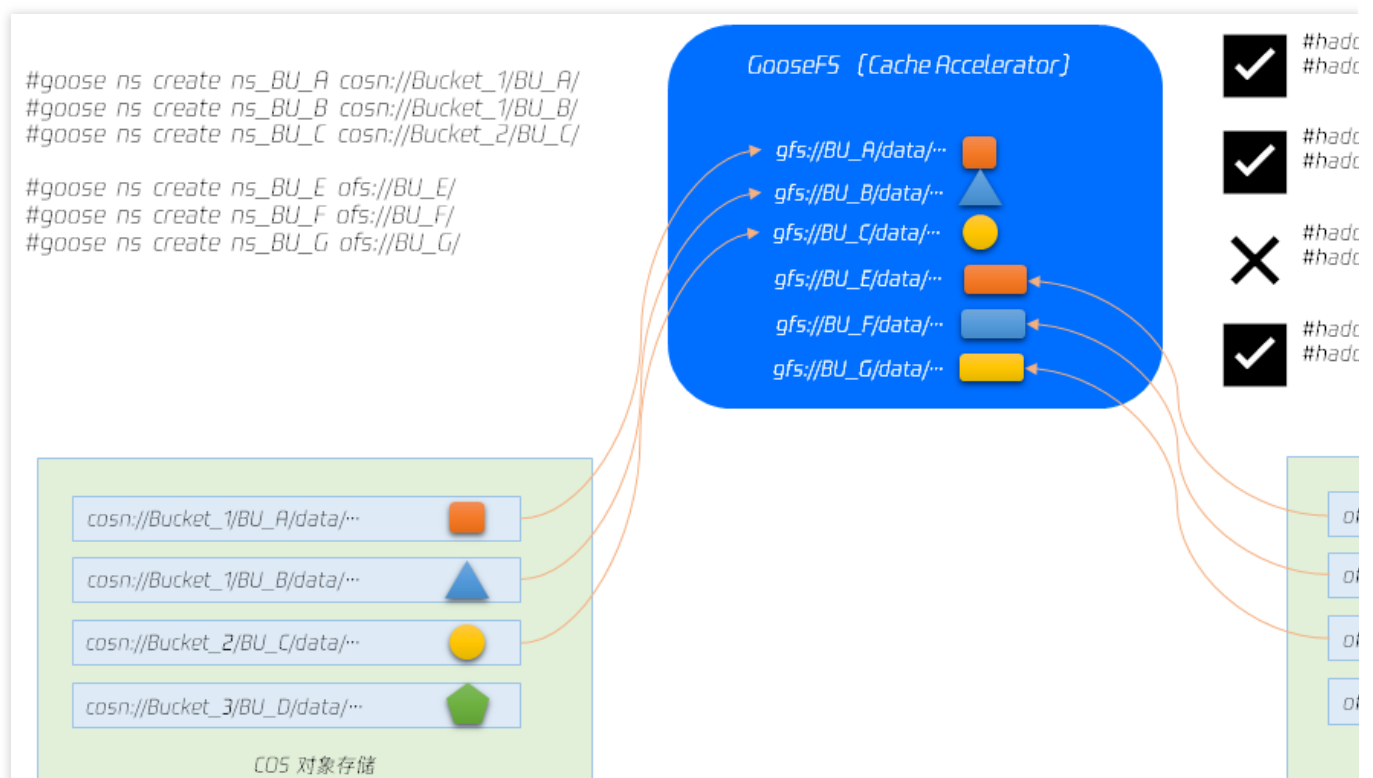 #goose ns create ns_BU_A cosn://Bucket_1/BU_A/
#goose ns create ns_BU_B cosn://Bucket_1/BU_B/
#goose ns create ns_BU_C cosn://Bucket_2/BU_C/
#goose ns create ns_BU_E ofs://BU_E/
#goose ns create ns_BU_F ofs://BU_F/
#goose ns create ns_BU_G ofs://BU_G/
GooseFS (Cache Accelerator)
gfs://BU_A/data/···
gfs://BU_B/data/···
gfs://BU_C/data/···
gfs://BU_E/data/···
gfs://BU_F/data/···
gfs://BU_G/data/···
cosn://Bucket_1/BU_A/data/···
cosn://Bucket_1/BU_B/data/···
cosn://Bucket_2/BU_C/data/···
cosn://Bucket_3/BU_D/data/···
COS 对象存储